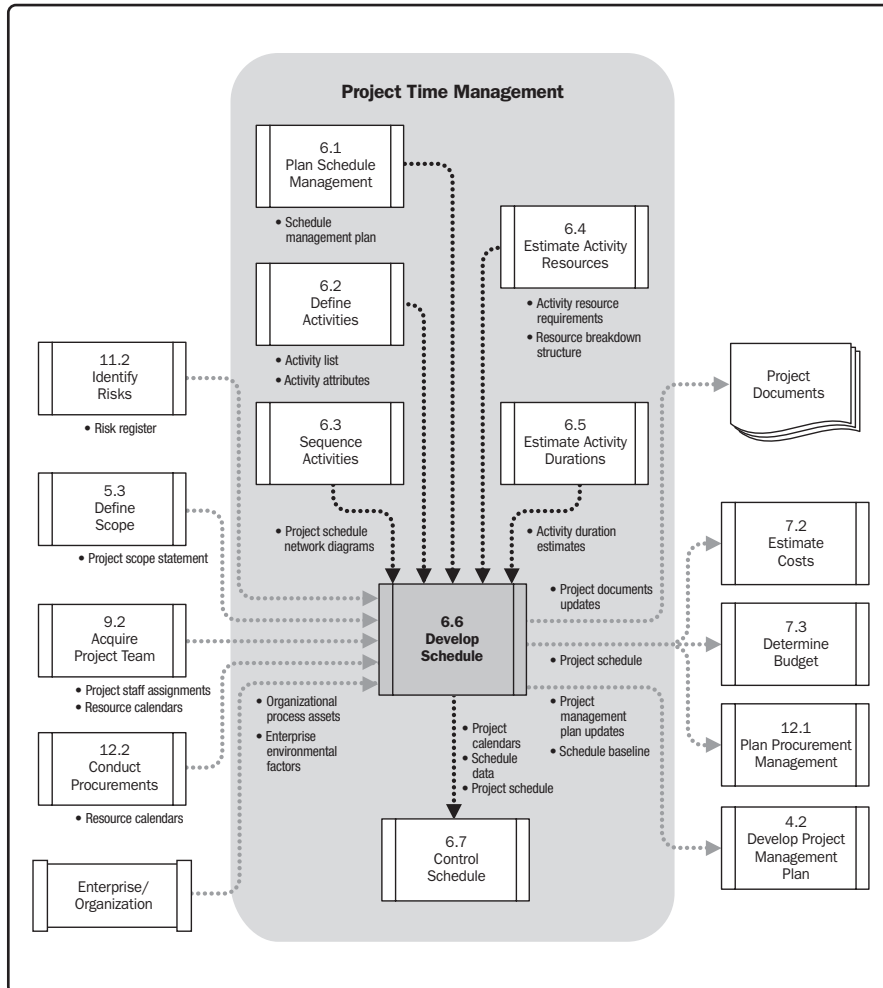 Project Time Management
6.1
Plan Schedule
Management
• Schedule
management plan
6.4
Estimate Activity
Resources
• Activity resource
requirements
• Resource breakdown
structure
6.2
Define
Activities
• Activity list
• Activity attributes
11.2
Identify
Risks
• Risk register
6.3
Sequence
Activities
• Project schedule
network diagrams
6.5
Estimate Activity
Durations
• Activity duration
estimates
Project
Documents
5.3
Define
Scope
• Project scope statement
7.2
Estimate
Costs
9.2
Acquire
Project Team
• Project staff assignments
• Resource calendars
6.6
Develop
Schedule
• Project documents
updates
• Project schedule
7.3
Determine
Budget
• Organizational
process assets
• Enterprise
environmental
factors
• Project
calendars
• Schedule
data
• Project schedule
• Project
management
plan updates
• Schedule baseline
12.1
Plan Procurement
Management
12.2
Conduct
Procurements
• Resource calendars
6.7
Control
Schedule
4.2
Develop Project
Management
Plan
Enterprise/
Organization